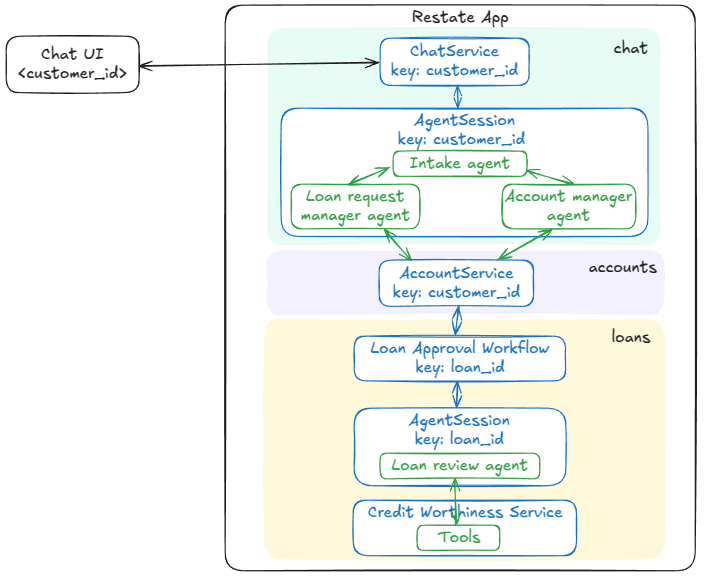 Restate App
Chat UI
<customer_id>
chat
ChatService
key: customer_id
AgentSession
key: customer_id
Intake agent
Loan request
manager agent
Account manager
agent
accounts
AccountService
key: customer_id
loans
Loan Approval Workflow
key: loan_id
AgentSession
key: loan_id
Loan review agent
Credit Worthiness Service
Tools